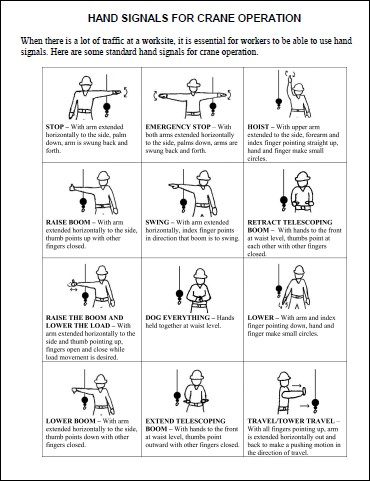 HAND SIGNALS FOR CRANE OPERATION
When there is a lot of traffic at a worksite, it is essential for workers to be able to use hand
signals. Here are some standard hand signals for crane operation.
STOP – With arm extended
horizontally to the side, palm
down, arm is swung back and
forth.
EMERGENCY STOP – With
both arms extended
horizontally to the side, palms
down, arms are swung back and forth.
HOIST – With upper arm
extended to the side, forearm and
index finger pointing straight up,
hand and finger make small
circles.
RAISE BOOM – With arm
extended horizontally to the side,
thumb points up with other
fingers closed.
SWING – With arm extended
horizontally, index finger points
in direction that boom is to swing.
RETRACT TELESCOPING
BOOM – With hands to the front
at waist level, thumbs point at
each other with other fingers
closed.
RAISE THE BOOM AND
LOWER THE LOAD – With
arm extended horizontally to the
side and thumb pointing up,
fingers open and close while
load movement is desired.
DOG EVERYTHING – Hands
held together at waist level.
LOWER – With arm and index
finger pointing down, hand and
finger make small circles.
LOWER BOOM – With arm
extended horizontally to the side,
thumb points down with other
fingers closed.
EXTEND TELESCOPING
BOOM – With hands to the front
at waist level, thumbs point
outward with other fingers closed.
TRAVEL/TOWER TRAVEL –
With all fingers pointing up, arm
is extended horizontally out and
back to make a pushing motion in
the direction of travel.